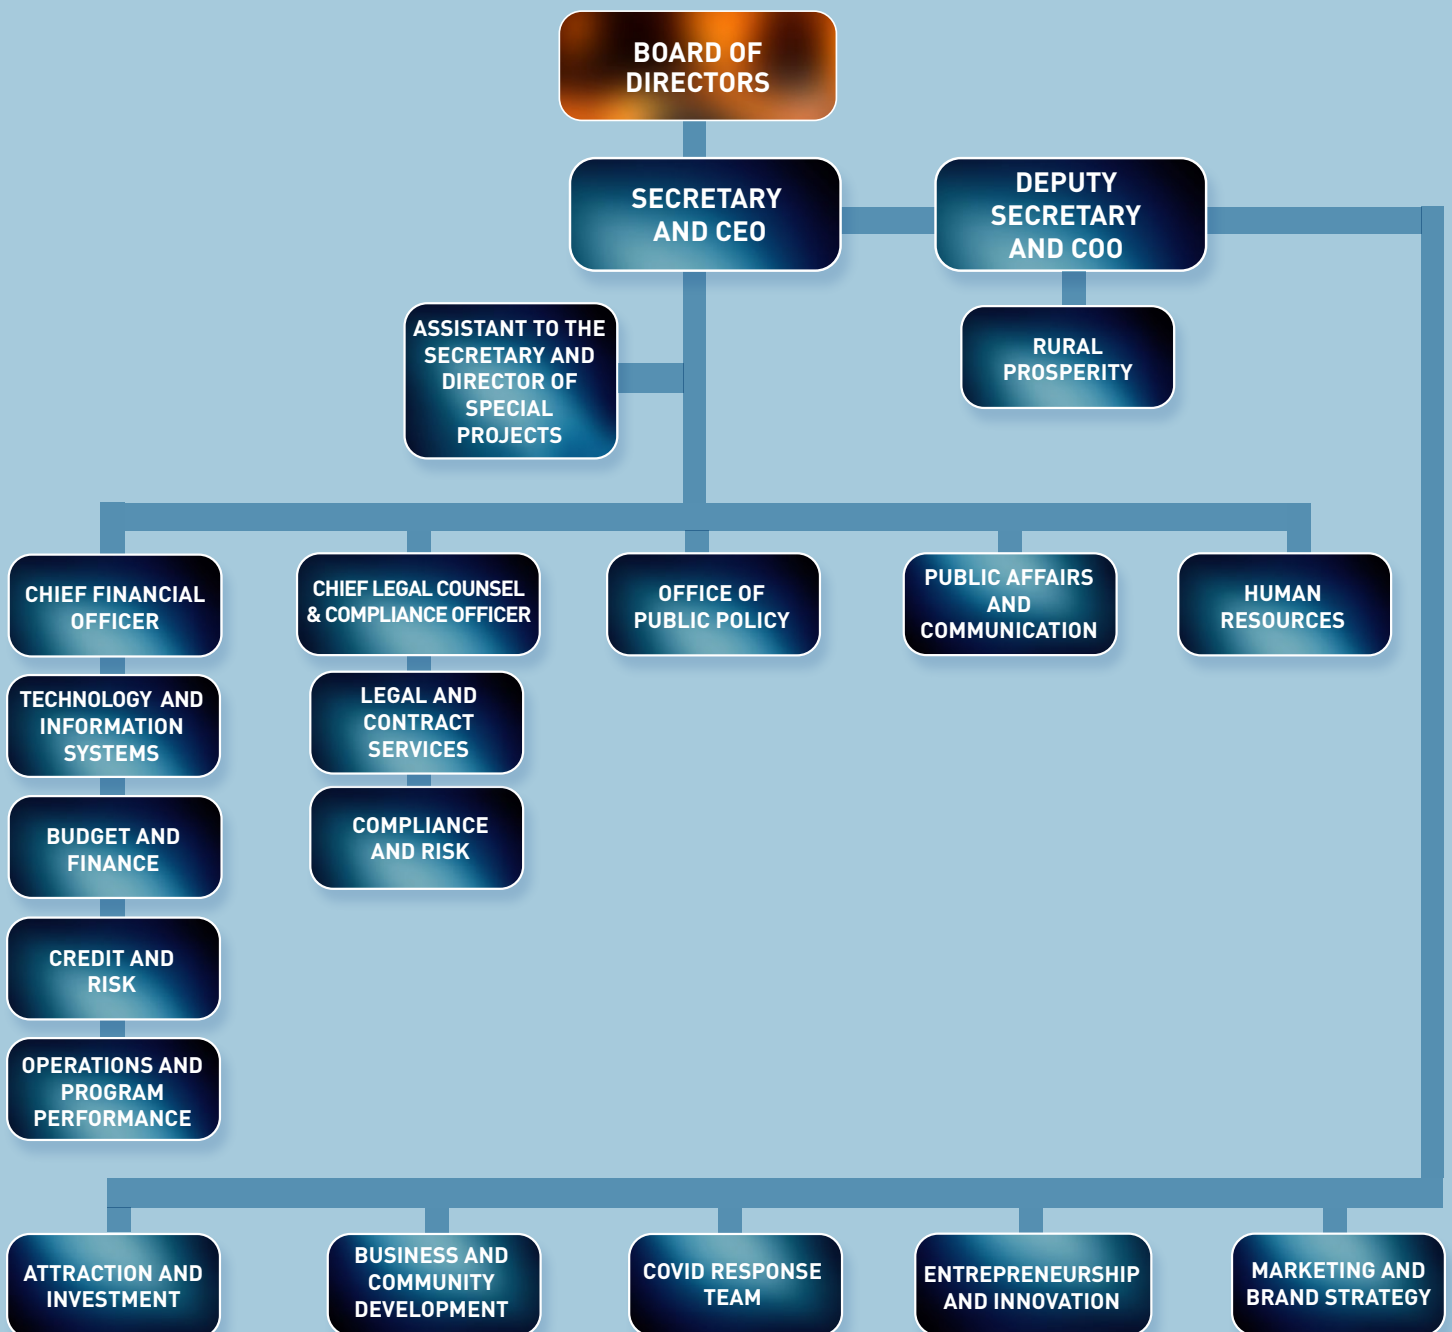 BOARD OF
DIRECTORS
SECRETARY
AND CEO
DEPUTY
SECRETARY
AND COO
ASSISTANT TO THE
SECRETARY AND
DIRECTOR OF
SPECIAL
PROJECTS
RURAL
PROSPERITY
CHIEF FINANCIAL
OFFICER
CHIEF LEGAL COUNSEL
& COMPLIANCE OFFICER
OFFICE OF
PUBLIC POLICY
PUBLIC AFFAIRS
AND
COMMUNICATION
HUMAN
RESOURCES
TECHNOLOGY AND
INFORMATION
SYSTEMS
LEGAL AND
CONTRACT
SERVICES
BUDGET AND
FINANCE
COMPLIANCE
AND RISK
CREDIT AND
RISK
OPERATIONS AND
PROGRAM
PERFORMANCE
ATTRACTION AND
INVESTMENT
BUSINESS AND
COMMUNITY
DEVELOPMENT
COVID RESPONSE
TEAM
ENTREPRENEURSHIP
AND INNOVATION
MARKETING AND
BRAND STRATEGY